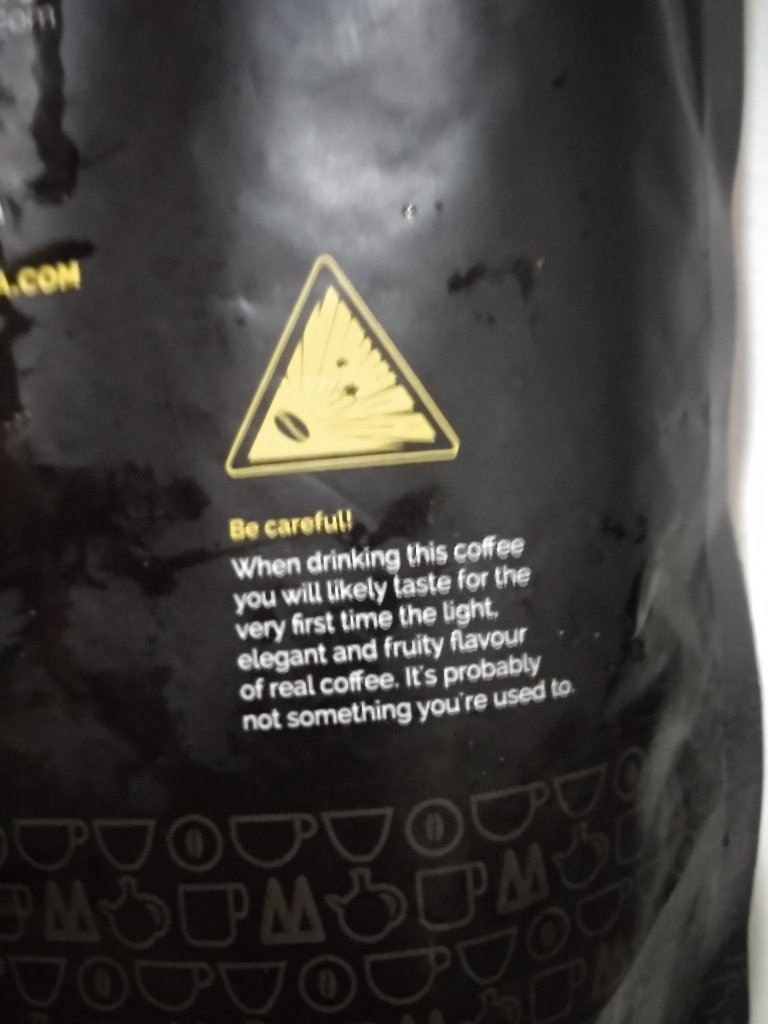 com
A.COM
Be careful!
When drinking this coffee
you will likely taste for the
very first time the light,
elegant and fruity flavour
of real coffee. It's probably
not something you're used to.